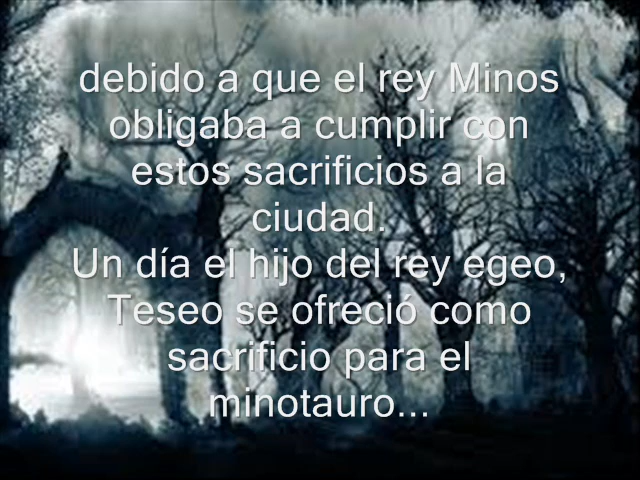 debido a que el rey Minos
obligaba a cumplir con
estos sacrificios a la
ciudad.
Un día el hijo del rey egeo,
Teseo se ofreció como
sacrificio para el
minotauro...